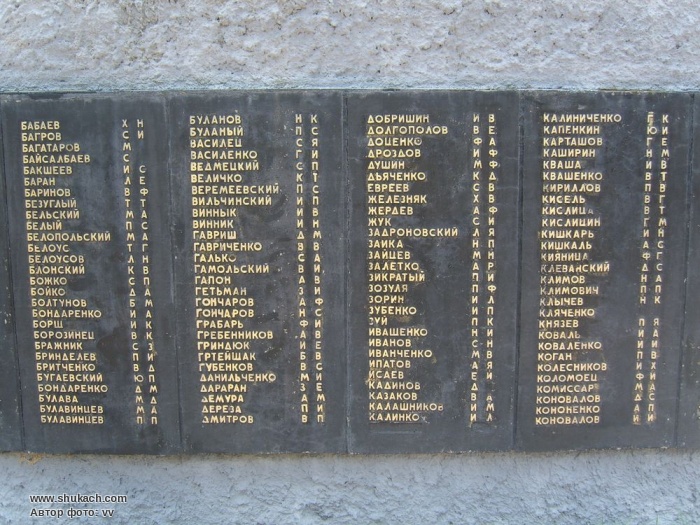 БАБАЕВ Х Н
БАГРОВ С И
БАГАТАРОВ М
БАЙСАЛБАЕВ С
БАКШЕЕВ И С
БАРАН Л Е
БАРИНОВ В Ф
БЕЗУГЛЫЙ Т Т
БЕЛЬСКИЙ М А
БЕЛЫЙ П С
БЕЛОПОЛЬСКИЙ М А
БЕЛОУС Т Г
БЕЛОУСОВ Л Н
БЛОНСКИЙ К В
БОЖКО С П
БОЙКО Д А
БОЛТУНОВ Б М
БОНДАРЕНКО И А
БОРЩ И К
БОРОЗИНЕЦ В К
БРАЖНИК С З
БРИНДЕЛЕВ П И
БРИТЧЕНКО В Д
БУГАЕВСКИЙ Ю П
БОНДАРЕНКО Д М
БУЛАВА М Д
БУЛАВИНЦЕВ М А
БУЛАВИНЦЕВ П П
БУЛАНОВ Н К
БУЛАНЫЙ П С
ВАСИЛЕЦ С Я
ВАСИЛЕНКО Г И
ВЕДМЕЦКИЙ С П
ВЕЛИЧКО К Т
ВЕРЕМЕЕВСКИЙ П С
ВИЛЬЧИНСКИЙ И П
ВИННЫК И В
ВИННИК И Н
ГАВРИШ Д М
ГАВРИЧЕНКО В В
ГАЛЬКО С А
ГАМОЛЬСКИЙ В И
ГАПОН А В
ГЕТЬМАН З И
ГОНЧАРОВ А Ф
ГОНЧАРОВ Н С
ГРАБАРЬ Ф И
ГРЕБЕННИКОВ А В
ГРИНДЮК И Е
ГРТЕЙЩАК Б В
ГУБЕНКОВ В С
ДАНИЛЬЧЕНКО М И
ДАРАРАН З Е
ДЕМУРА А М
ДЕРЕЗА П И
ДМИТРОВ В П
ДОБРИШИН И В
ДОЛГОПОЛОВ В Е
ДОЦЕНКО Ф А
ДРОЗДОВ И Ф
ДУШИН М Ф
ДЬЯЧЕНКО К Д
ЕВРЕЕВ С В
ЖЕЛЕЗНЯК Х В
ЖЕРДЕВ А Ф
ЖУК С И
ЗАДРОНОВСКИЙ Л Я
ЗАИКА Н П
ЗАЙЦЕВ М Н
ЗАЛЕТКО А Р
ЗИКРАТЫЙ П И
ЗОЗУЛЯ П Ф
ЗОРИН И Л
ЗУБЕНКО И П
ЗУЙ П К
ИВАЩЕНКО Н И
ИВАНОВ С Н
ИВАНЧЕНКО М В
ИПАТОВ М Я
ИСАЕВ Е И
КАДИНОВ Д
КАЗАКОВ В А
КАЛАШНИКОВ И М
КАЛИНКО И Л
КАЛИНИЧЕНКО Е К
КАПЕНКИН Ю И
КАРТАШОВ Г Е
КАШИРИН Н М
КВАША И В
КВАШЕНКО К Т
КИРИЛЛОВ П В
КИСЕЛЬ В Г
КИСЛИЦА В Т
КИСЛИЦИН Г М
КИШКАРЬ И Н
КИШКАЛЬ А С
КИЯНИЦА Ф Г
КЛЕВАНСКИЙ Д С
КЛИМОВ Н А
КЛИМОВИЧ П П
КЛЫЧЕВ Н К
КЛЯЧЕНКО
КНЯЗЕВ П Я
КОВАЛЬ И А
КОВАЛЕНКО И И
КОГАН П В
КОЛЕСНИКОВ И Х
КОЛОМОЕЦ Ф И
КОМИССАР М А
КОНОВАЛОВ Д С
КОНОНЕНКО А П
КОНОВАЛОВ И И
www.shukach.com
Автор фото: vv